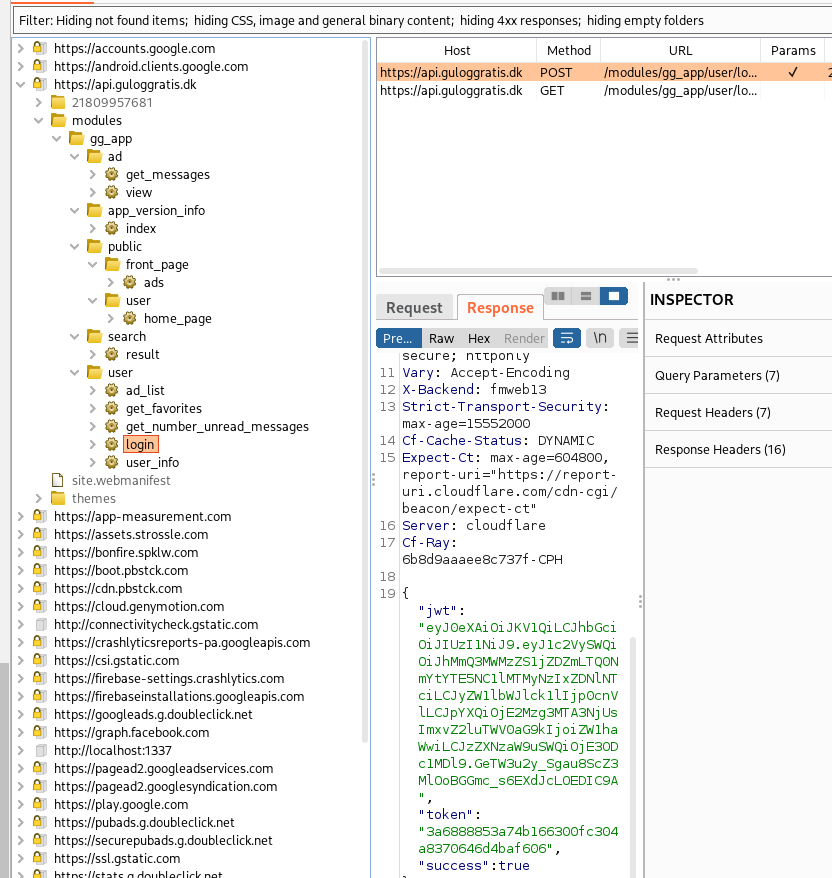 Filter: Hiding not found items; hiding CSS, image and general binary content; hiding 4xx responses; hiding empty folders
https://accounts.google.com
https://android.clients.google.com
https://api.guloggratis.dk
21809957681
modules
gg_app
ad
get_messages
view
app_version_info
index
public
front_page
ads
user
home_page
search
result
user
ad_list
get_favorites
get_number_unread_messages
login
user_info
site.webmanifest
themes
https://app-measurement.com
https://assets.strossle.com
https://bonfire.spklw.com
https://boot.pbstck.com
https://cdn.pbstck.com
https://cloud.genymotion.com
http://connectivitycheck.gstatic.com
https://crashlyticsreports-pa.googleapis.com
https://csi.gstatic.com
https://firebase-settings.crashlytics.com
https://firebaseinstallations.googleapis.com
https://googleads.g.doubleclick.net
https://graph.facebook.com
http://localhost:1337
https://pagead2.googleadservices.com
https://pagead2.googlesyndication.com
https://play.google.com
https://pubads.g.doubleclick.net
https://securepubads.g.doubleclick.net
https://ssl.gstatic.com
https://stats.g.doubleclick.net
Host Method URL Params
https://api.guloggratis.dk POST /modules/gg_app/user/lo... ✓ 2
https://api.guloggratis.dk GET /modules/gg_app/user/lo...
Request Response
Pre... Raw Hex Render \n
secure; httponly
11 Vary: Accept-Encoding
12 X-Backend: fmweb13
13 Strict-Transport-Security:
max-age=15552000
14 Cf-Cache-Status: DYNAMIC
15 Expect-Ct: max-age=604800,
report-uri="https://report-
uri.cloudflare.com/cdn-cgi/
beacon/expect-ct"
16 Server: cloudflare
17 Cf-Ray:
6b8d9aaaee8c737f-CPH
18
19 {
"jwt":
"eyJ0eXAiOiJKV1QiLCJhbGci
OiJIUzI1NiJ9.eyJ1c2VySWQi
OiJhMmQ3MWMzZS1jZDZmLTQ0N
mYtYTE5NC1lMTMyNzIxZDNlNT
ciLCJyZW1lbWJlck1lIjp0cnV
lLCJpYXQiOjE2Mzg3MTA3NjUs
ImxvZ2luTWV0aG9kIjoiZW1ha
WwiLCJzZXNzaW9uSWQiOjE3OD
c1MDl9.GeTW3u2y_Sgau8ScZ3
MlOoBGGmc_s6EXdJcLOEDIC9A
",
"token":
"3a6888853a74b166300fc304
a8370646d4baf606",
"success":true
INSPECTOR
Request Attributes
Query Parameters (7)
Request Headers (7)
Response Headers (16)